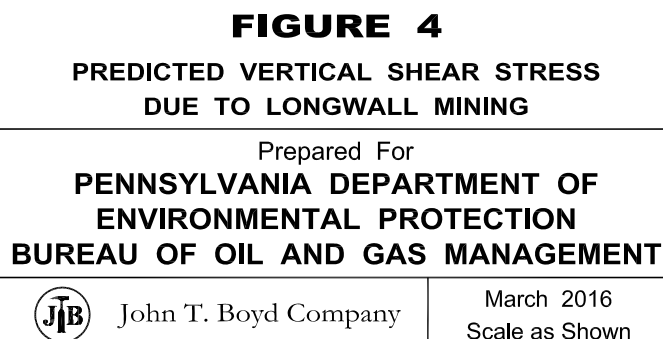 FIGURE 4
PREDICTED VERTICAL SHEAR STRESS
DUE TO LONGWALL MINING
Prepared For
PENNSYLVANIA DEPARTMENT OF
ENVIRONMENTAL PROTECTION
BUREAU OF OIL AND GAS MANAGEMENT
JTB John T. Boyd Company
March 2016
Scale as Shown